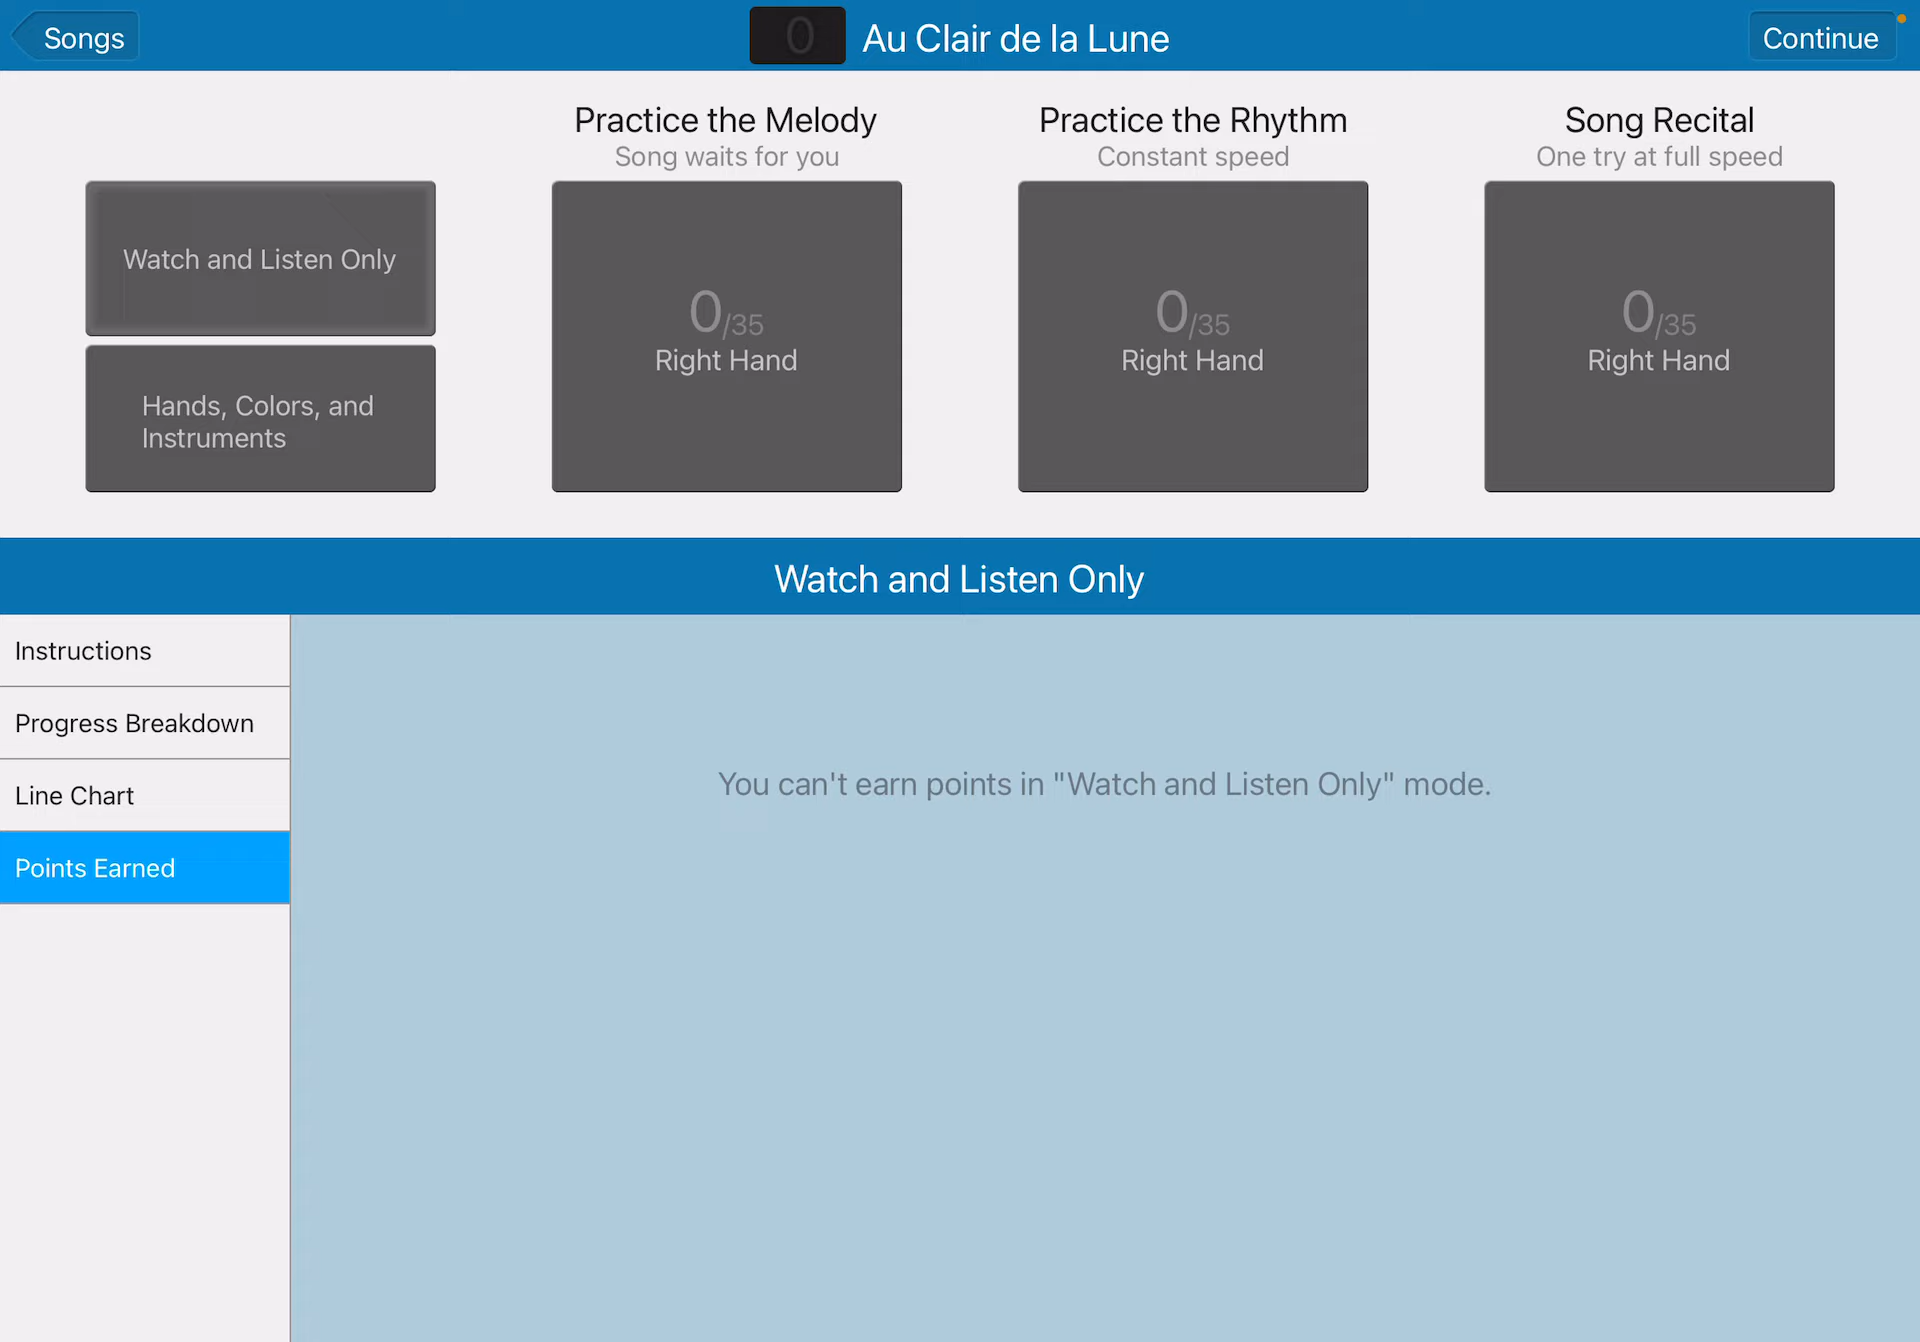 Songs
0
Au Clair de la Lune
Continue
Practice the Melody
Song waits for you
Practice the Rhythm
Constant speed
Song Recital
One try at full speed
Watch and Listen Only
Hands, Colors, and
Instruments
0/35
Right Hand
0/35
Right Hand
0/35
Right Hand
Watch and Listen Only
Instructions
Progress Breakdown
Line Chart
Points Earned
You can't earn points in "Watch and Listen Only" mode.